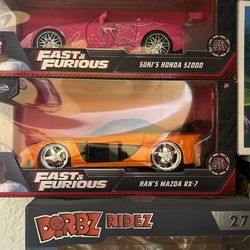 FAST & FURIOUS
SUKI'S HONDA S2000
FAST & FURIOUS
HAN'S MAZDA RX-7
DORBZ RIDEZ
27